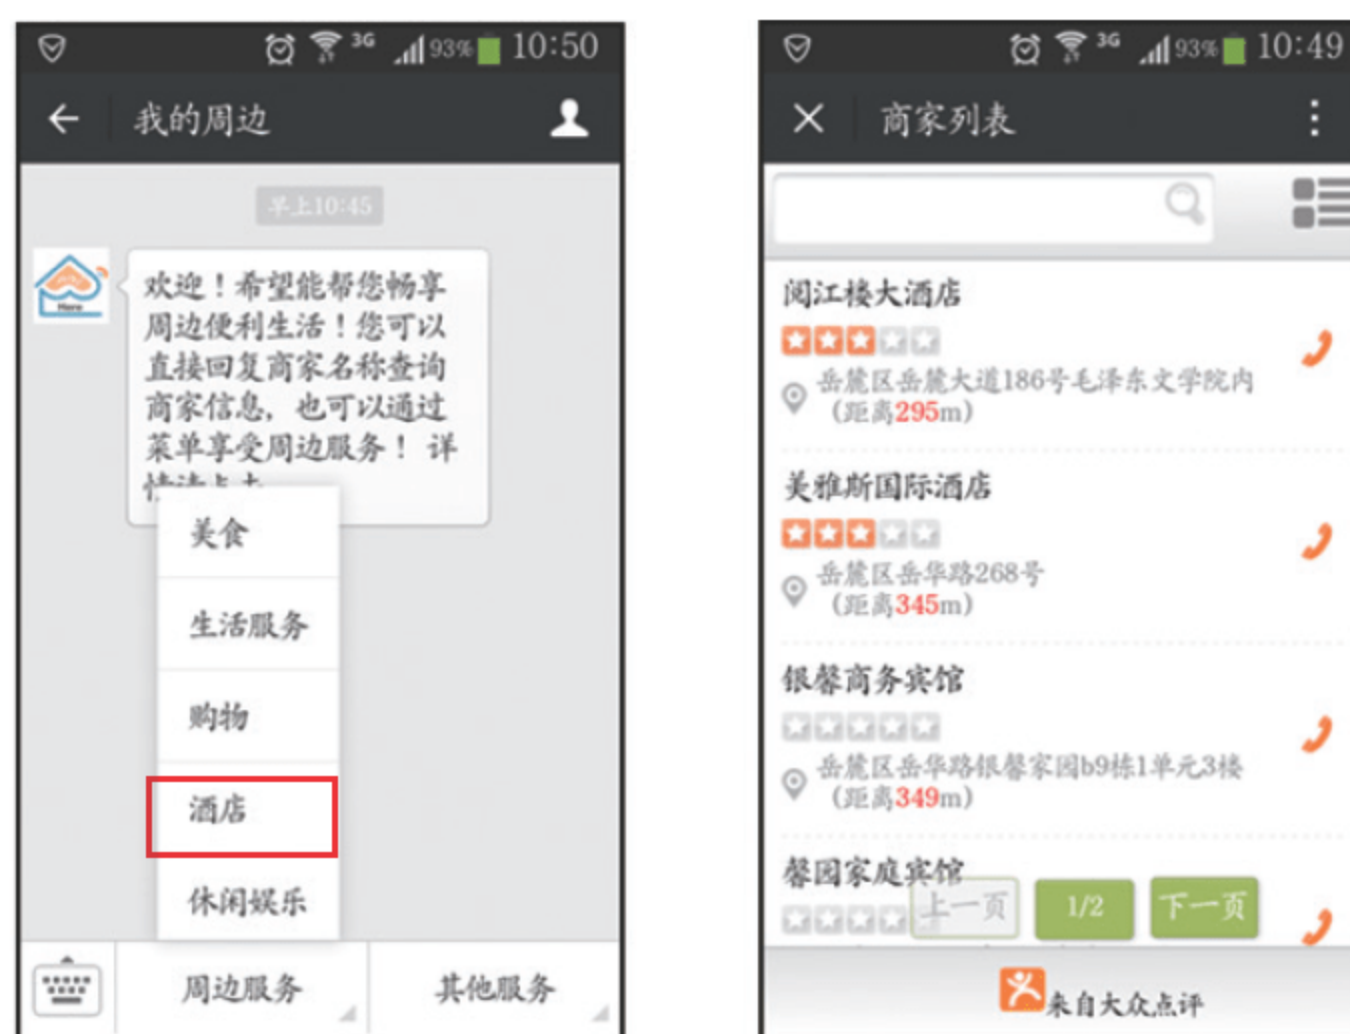 3G 93% 10:50
我的周边
早上10:45
欢迎！希望能帮您畅享
周边便利生活！您可以
直接回复商家名称查询
商家信息，也可以通过
菜单享受周边服务！ 详
美食
生活服务
购物
酒店
休闲娱乐
周边服务
其他服务
3G 93% 10:49
商家列表
阅江楼大酒店
岳麓区岳麓大道186号毛泽东文学院内
(距离295m)
美雅斯国际酒店
岳麓区岳华路268号
(距离345m)
银馨商务宾馆
岳麓区岳华路银馨家园b9栋1单元3楼
(距离349m)
馨园家庭宾馆
上一页 1/2 下一页
来自大众点评